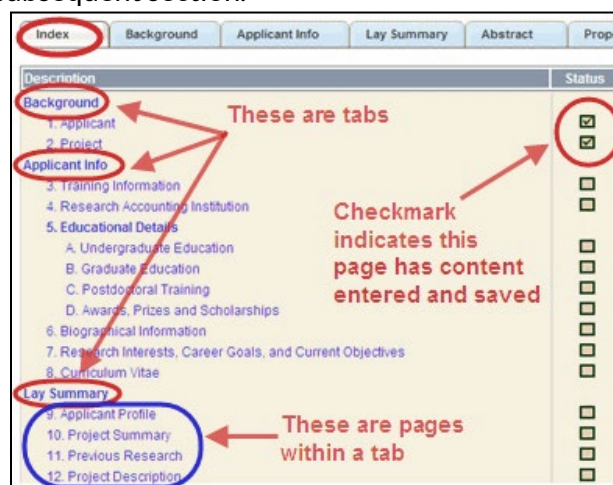 subsequent section.
Index Background Applicant Info Lay Summary Abstract Prop
Description Status
Background
These are tabs
1. Applicant
2. Project
Applicant Info
3. Training Information
4. Research Accounting Institution
5. Educational Details
A. Undergraduate Education
B. Graduate Education
C. Postdoctoral Training
D. Awards, Prizes and Scholarships
6. Biographical Information
7. Research Interests, Career Goals, and Current Objectives
8. Curriculum Vitae
Checkmark
indicates this
page has content
entered and saved
Lay Summary
9. Applicant Profile
10. Project Summary
11. Previous Research
12. Project Description
These are pages
within a tab